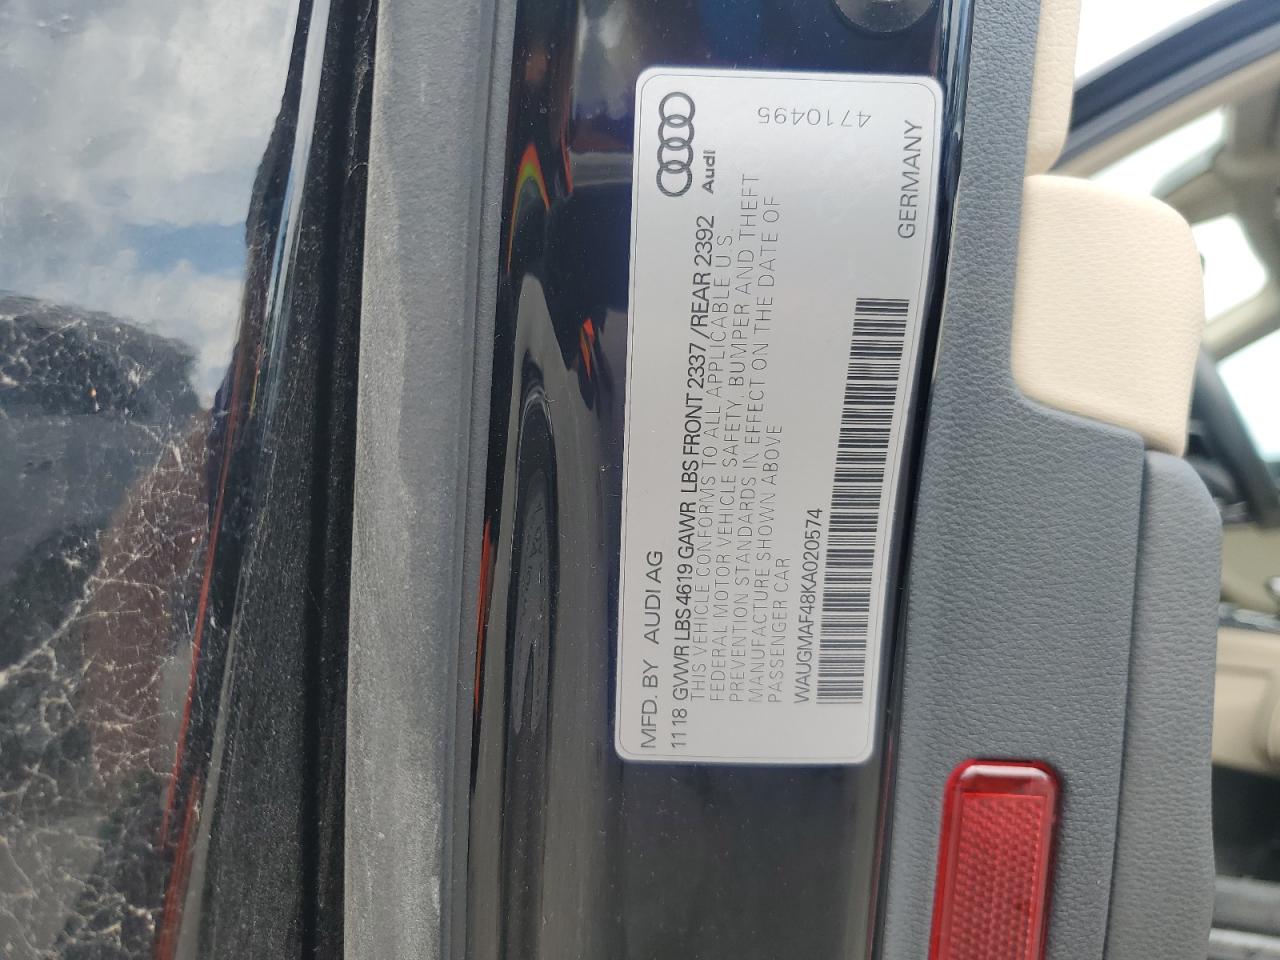 MFD. BY AUDI AG
Audi
11 18 GVWR LBS 4619 GAWR LBS FRONT 2337 /REAR 2392
THIS VEHICLE CONFORMS TO ALL APPLICABLE U.S.
FEDERAL MOTOR VEHICLE SAFETY, BUMPER AND THEFT
PREVENTION STANDARDS IN EFFECT ON THE DATE OF
MANUFACTURE SHOWN ABOVE
PASSENGER CAR
4710495
WAUGMAF48KA020574
GERMANY